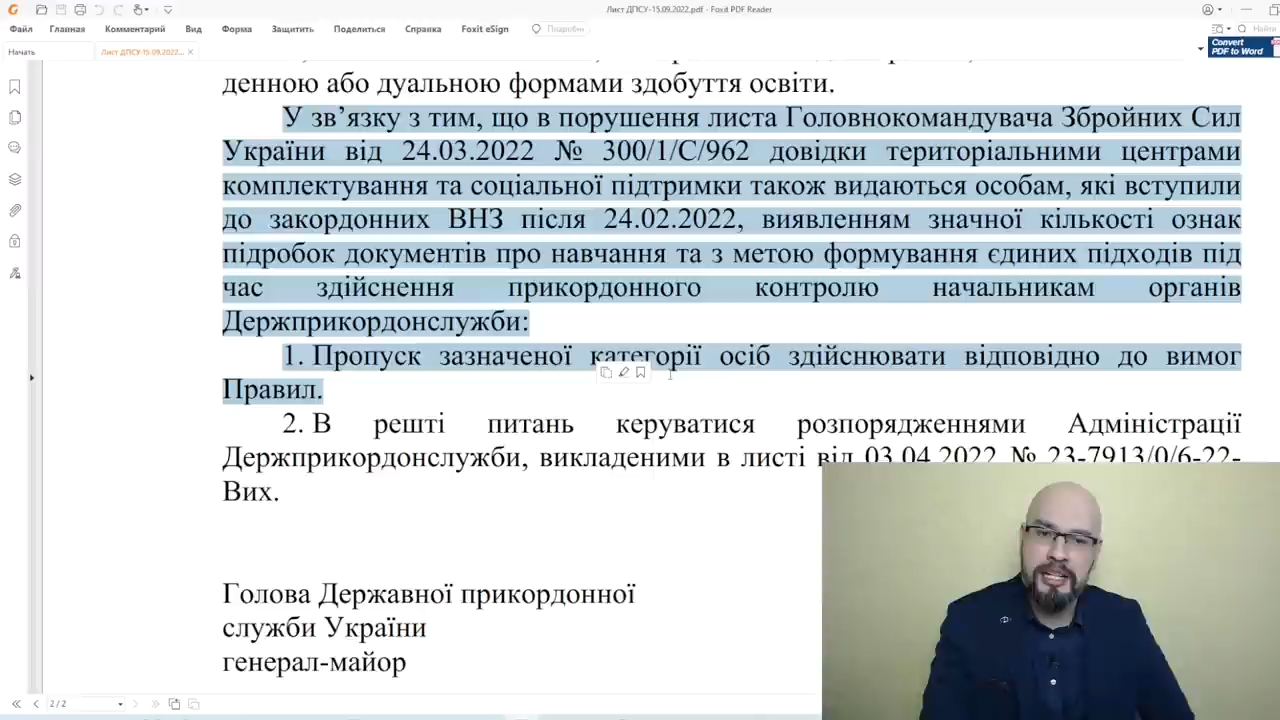 Лист ДПСУ-15.09.2022.pdf - Foxit PDF Reader
Файл Главная Комментарий Вид Форма Защитить Поделиться Справка Foxit eSign Подробн Найти
Начать Лист ДПСУ-15.09.2022....
Convert
PDF to Word
денною або дуальною формами здобуття освіти.
У зв’язку з тим, що в порушення листа Головнокомандувача Збройних Сил
України від 24.03.2022 № 300/1/С/962 довідки територіальними центрами
комплектування та соціальної підтримки також видаються особам, які вступили
до закордонних ВНЗ після 24.02.2022, виявленням значної кількості ознак
підробок документів про навчання та з метою формування єдиних підходів під
час здійснення прикордонного контролю начальникам органів
Держприкордонслужби:
1. Пропуск зазначеної категорії осіб здійснювати відповідно до вимог
Правил.
2. В решті питань керуватися розпорядженнями Адміністрації
Держприкордонслужби, викладеними в листі від 03.04.2022 № 23-7913/0/6-22-
Вих.
Голова Державної прикордонної
служби України
генерал-майор
2 / 2